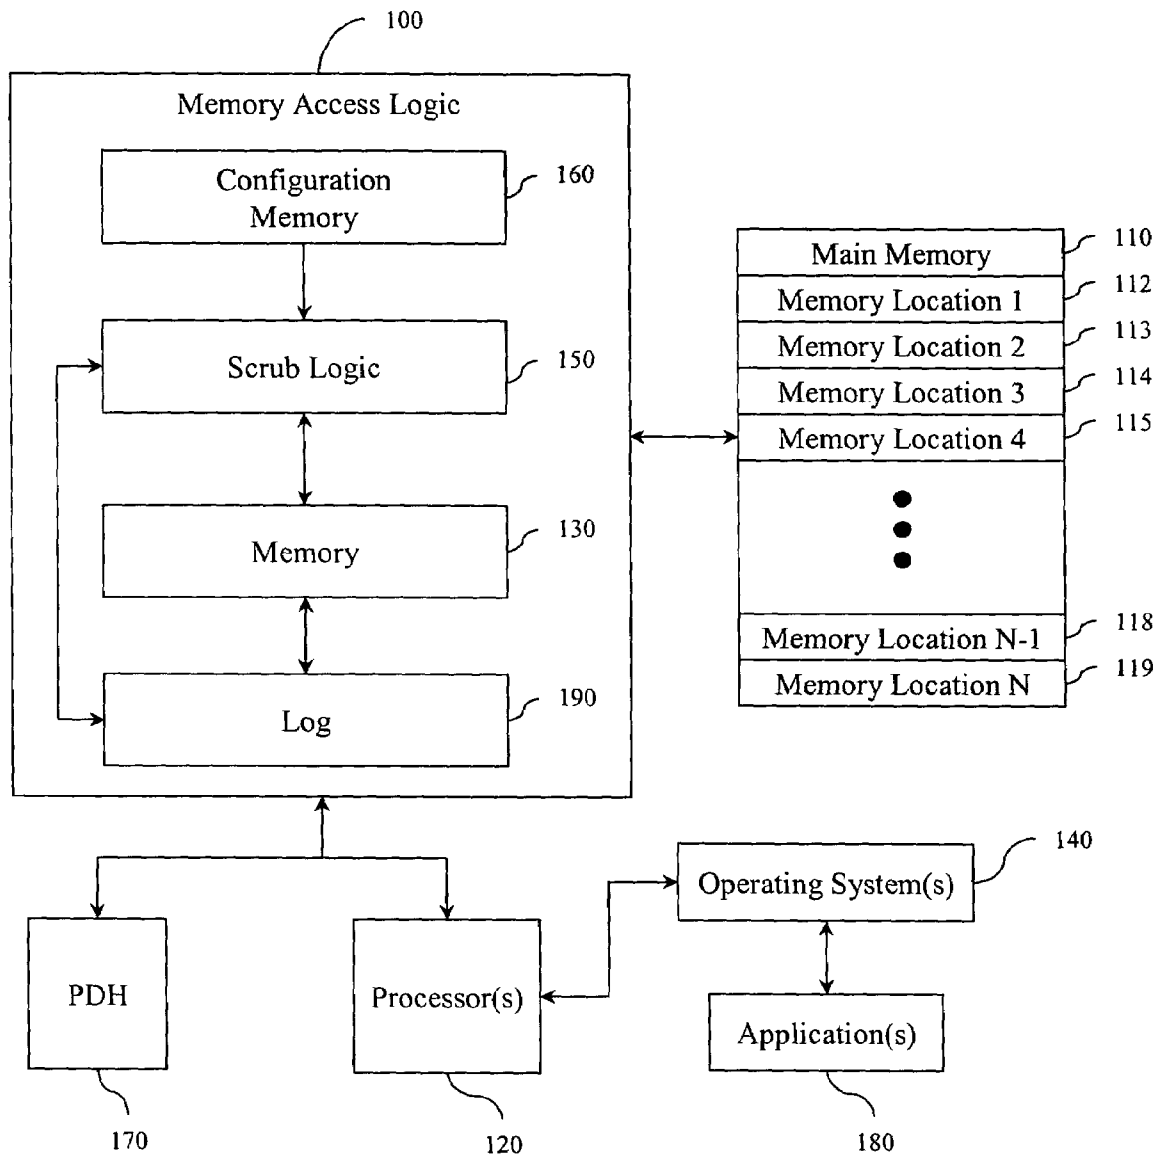 100
Memory Access Logic
Configuration
Memory
160
Scrub Logic
150
Memory
130
Log
190
Main Memory
110
Memory Location 1
112
Memory Location 2
113
Memory Location 3
114
Memory Location 4
115
Memory Location N-1
118
Memory Location N
119
Operating System(s)
140
PDH
Processor(s)
Application(s)
170
120
180